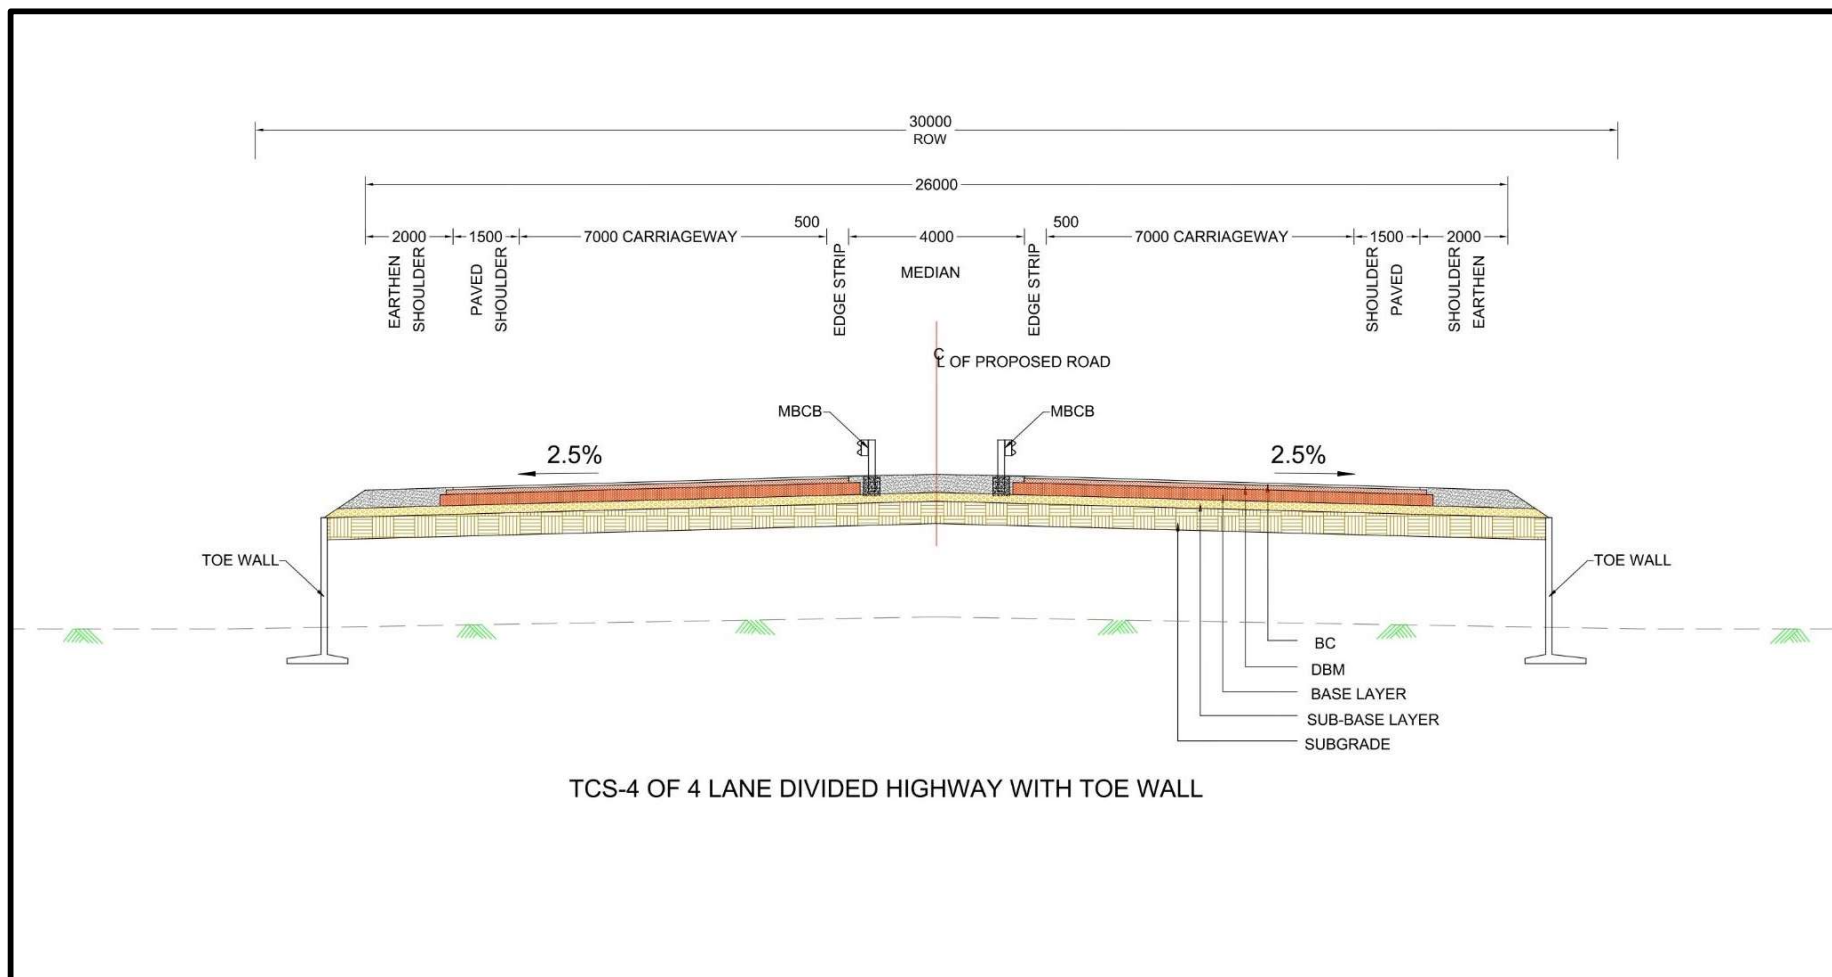 30000
ROW
26000
2000
1500
7000 CARRIAGEWAY
500
4000
500
7000 CARRIAGEWAY
1500
2000
EARTHEN
SHOULDER
PAVED
SHOULDER
EDGE STRIP
MEDIAN
EDGE STRIP
SHOULDER
PAVED
SHOULDER
EARTHEN
CL OF PROPOSED ROAD
MBCB
MBCB
2.5%
2.5%
TOE WALL
TOE WALL
BC
DBM
BASE LAYER
SUB-BASE LAYER
SUBGRADE
TCS-4 OF 4 LANE DIVIDED HIGHWAY WITH TOE WALL